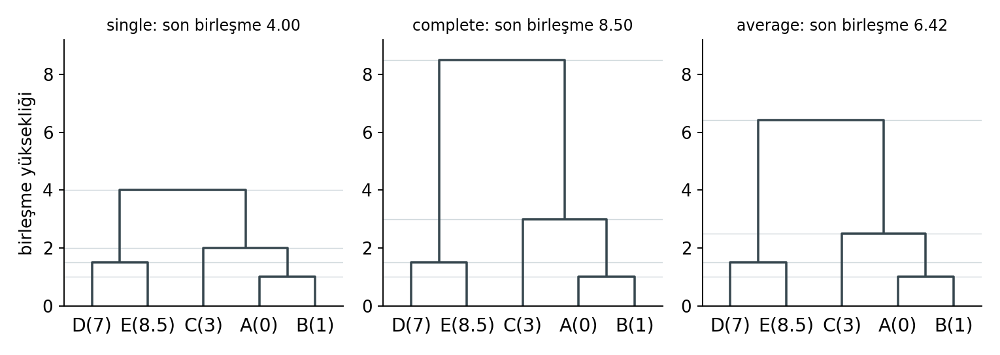 single: son birleşme 4.00
birleşme yüksekliği
8
6
4
2
0
D(7) E(8.5) C(3) A(0) B(1)
complete: son birleşme 8.50
8
6
4
2
0
D(7) E(8.5) C(3) A(0) B(1)
average: son birleşme 6.42
8
6
4
2
0
D(7) E(8.5) C(3) A(0) B(1)